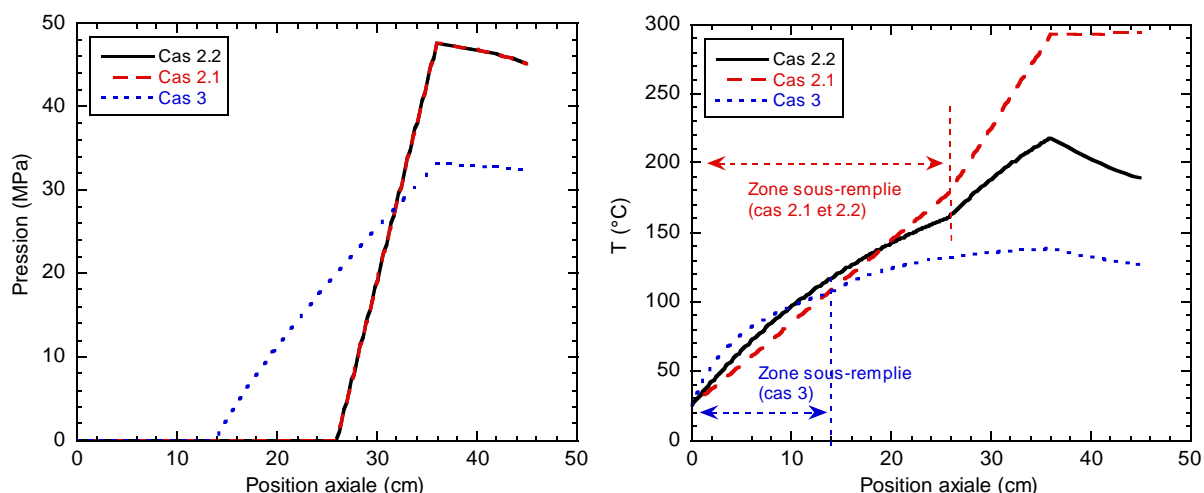 50
40
30
20
10
0
Pression (MPa)
Cas 2.2
Cas 2.1
Cas 3
0
10
20
30
40
50
Position axiale (cm)
300
250
200
150
100
50
0
T (°C)
Cas 2.2
Cas 2.1
Cas 3
Zone sous-remplie
(cas 2.1 et 2.2)
Zone sous-remplie
(cas 3)
0
10
20
30
40
50
Position axiale (cm)